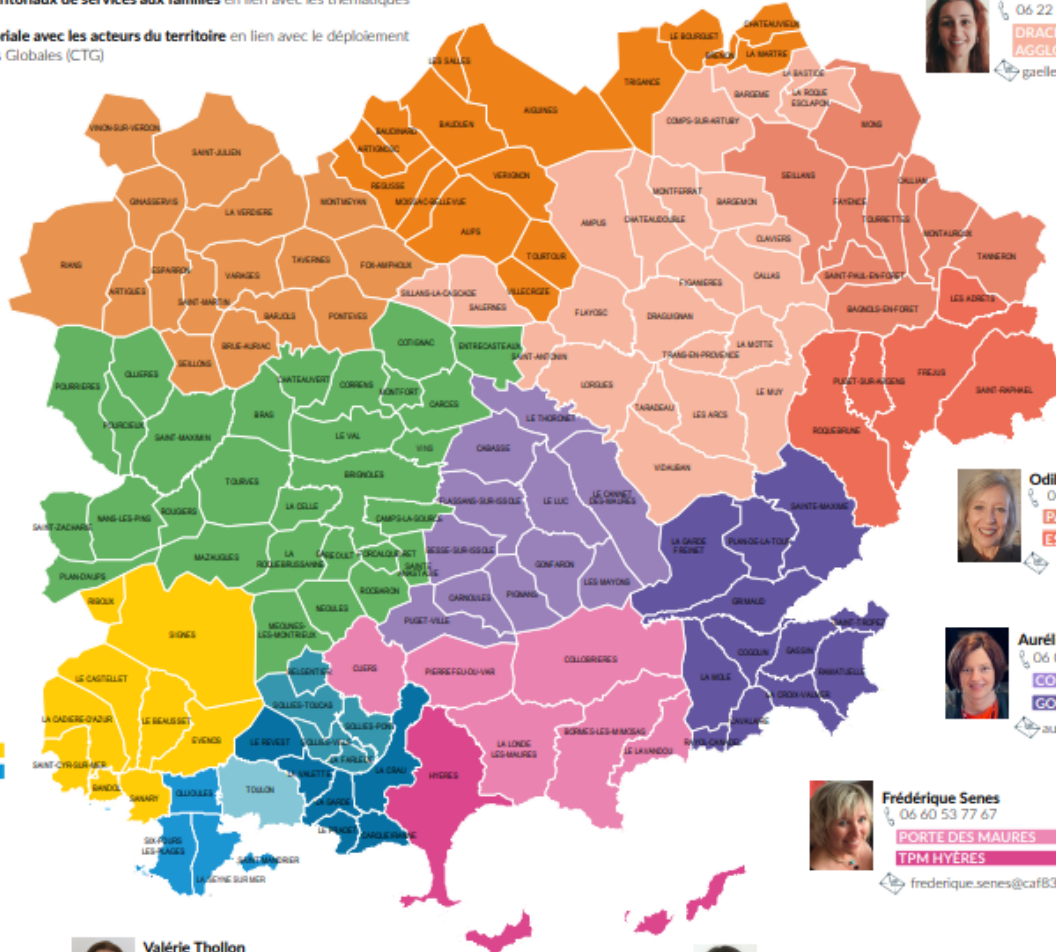 ritoriaux de services aux familles en lien avec les thématiques
riale avec les acteurs du territoire en lien avec le déploiement
s Globales (CTG)
06 22
DRAC
AGGLO
gaelle
CHATEAUVIEUX
LE BOURGUET
BRENON
LA MARTRE
LES SALLES
TRIGANCE
LA BASTIDE
BARGEME
LA ROQUE
ESCLAPON
AIGUINES
BAUDUEN
COMPS-SUR-ARTUBY
MONS
VINON-SUR-VERDON
BAUDINARD
ARTIGNOSC
SAINT-JULIEN
VERIGNON
SEILLANS
CALLIAN
REGUSSE
MONTFERRAT
GINASSERVIS
MONTMEYAN
MOISSAC-BELLEVUE
BARGEMON
FAYENCE
LA VERDIERE
AMPUS
CHATEAUDOUBLE
TOURRETTES
AUPS
MONTAUROUX
CLAVIERS
TOURTOUR
TANNERON
RIANS
ESPARRON
VARAGES
TAVERNES
FOX-AMPHOUX
CALLAS
SAINT-PAUL-EN-FORET
FIGANIERES
ARTIGUES
SAINT-MARTIN
SILLANS-LA-CASCADE
VILLECROZE
LES ADRETS
SALERNES
BAGNOLS-EN-FORET
BARJOLS
PONTEVES
FLAYOSC
DRAGUIGNAN
BRUE-AURIAC
COTIGNAC
ENTRECASTEAUX
LA MOTTE
SAINT-ANTONIN
TRANS-EN-PROVENCE
SEILLONS
OLLIERES
FREJUS
POURRIERES
CHATEAUVERT
CORRENS
LORGUES
PUGET-SUR-ARGENS
MONTFORT
LE MUY
SAINT-RAPHAEL
CARCES
TARADEAU
LES ARCS
BRAS
LE THORONET
POURCIEUX
SAINT-MAXIMIN
LE VAL
ROQUEBRUNE
VINS
CABASSE
VIDAUBAN
BRIGNOLES
TOURVES
FLASSANS-SUR-ISSOLE
LE LUC
LE CANNET
DES-MAURES
Odil
LA CELLE
SAINTE-MAXIME
ROUGIERS
SAINT-ZACHARIE
NANS-LES-PINS
CAMPS-LA-SOURCE
LA GARDE
FREINET
PLAN-DE-LA-TOUR
BESSE-SUR-ISSOLE
MAZAUGUES
LA
ROQUEBRUSSANNE
GAREOULT
FORCALQUEIRET
SAINTE
ANASTASIE
GONFARON
PLAN-D'AUPS
LES MAYONS
ROCBARON
CARNOULES
PIGNANS
RIBOUX
NEOULES
GRIMAUD
PUGET-VILLE
SAINT-TROPEZ
SIGNES
MEOUNES-
LES-MONTRIEUX
Auréli
06 0
CO
GO
au
COGOLIN
GASSIN
COLLOBRIERES
BELGENTIER
CUERS
PIERREFEU-DU-VAR
RAMATUELLE
LE CASTELLET
LA MOLE
LA CROIX-VALMER
SOLLIES-TOUCAS
LA CADIERE-D'AZUR
LE BEAUSSET
CAVALAIRE
SOLLIES-PONT
BORMES-LES-MIMOSAS
EVENOS
LE REVEST
SOLLIES-VILLE
LA LONDE
LES-MAURES
RAYOL-CANADEL
LE LAVANDOU
LA FARLEDE
SAINT-CYR-SUR-MER
LA VALETTE
LA CRAU
HYERES
BANDOL
OLLIOULES
TOULON
SANARY
LA GARDE
LE PRADET
CARQUEIRANNE
SIX-FOURS
LES-PLAGES
SAINT-MANDRIER
LA SEYNE SUR MER
Frédérique Senes
06 60 53 77 67
PORTE DES MAURES
TPM HYÈRES
frederique.senes@caf83
Valérie Thollon